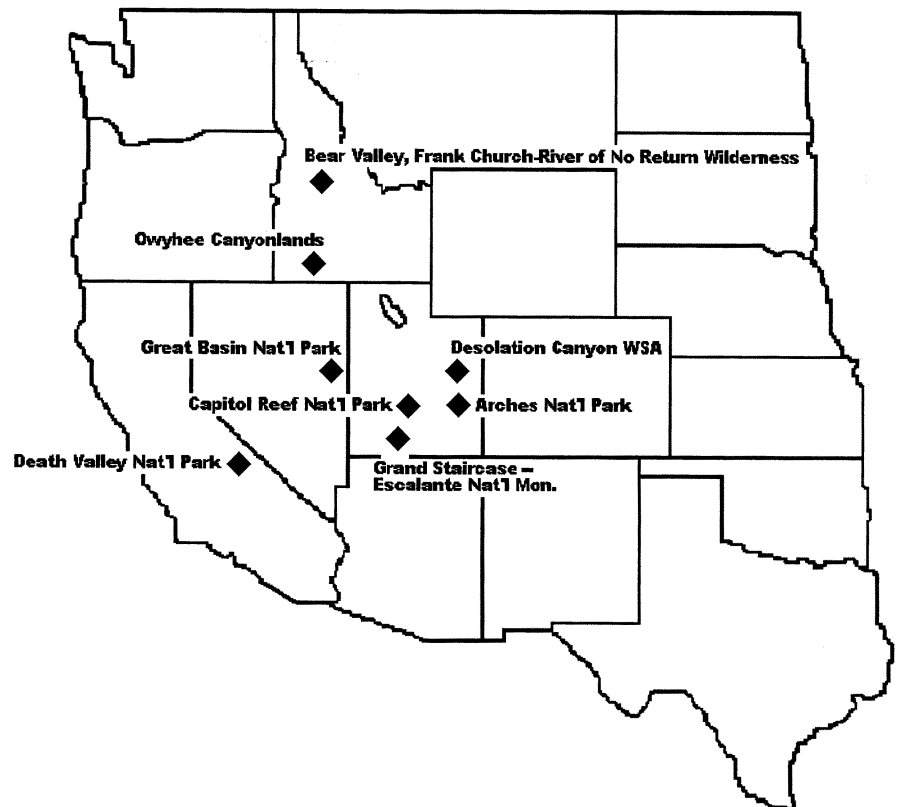 Bear Valley, Frank Church-River of No Return Wilderness
Owyhee Canyonlands
Great Basin Nat'l Park
Desolation Canyon WSA
Capitol Reef Nat'l Park
Arches Nat'l Park
Death Valley Nat'l Park
Grand Staircase –
Escalante Nat'l Mon.